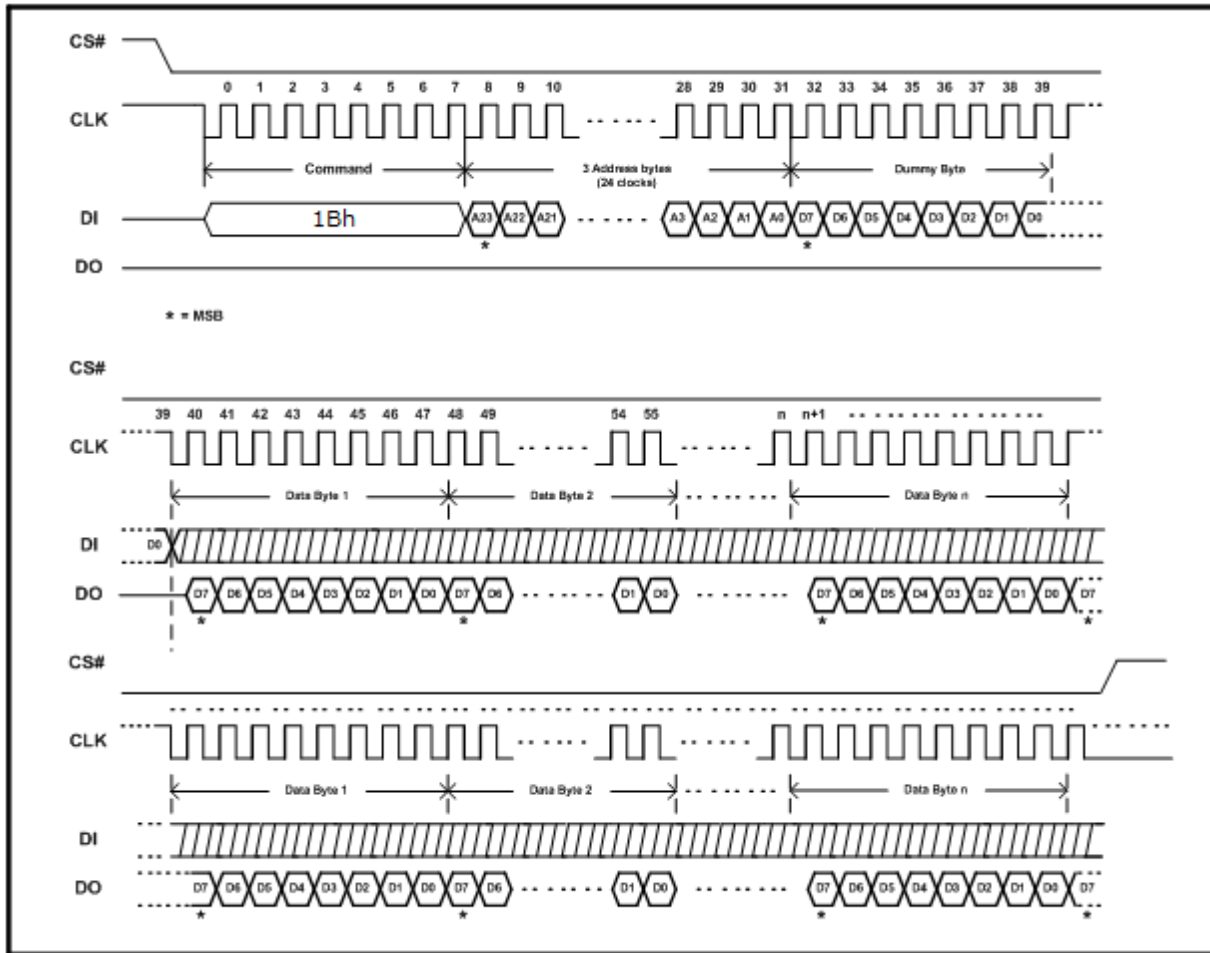 CS#
0 1 2 3 4 5 6 7 8 9 10 28 29 30 31 32 33 34 35 36 37 38 39
CLK
Command 3 Address bytes Dummy Byte
(24 clocks)
DI 1Bh A23 A22 A21 A3 A2 A1 A0 D7 D6 D5 D4 D3 D2 D1 D0
* *
DO
* = MSB
CS#
39 40 41 42 43 44 45 46 47 48 49 54 55 n n+1
CLK
Data Byte 1 Data Byte 2 Data Byte n
DI D0
DO D7 D6 D5 D4 D3 D2 D1 D0 D7 D6 D1 D0 D7 D6 D5 D4 D3 D2 D1 D0 D7
* * * *
CS#
CLK
Data Byte 1 Data Byte 2 Data Byte n
DI
DO D7 D6 D5 D4 D3 D2 D1 D0 D7 D6 D1 D0 D7 D6 D5 D4 D3 D2 D1 D0 D7
* * * *